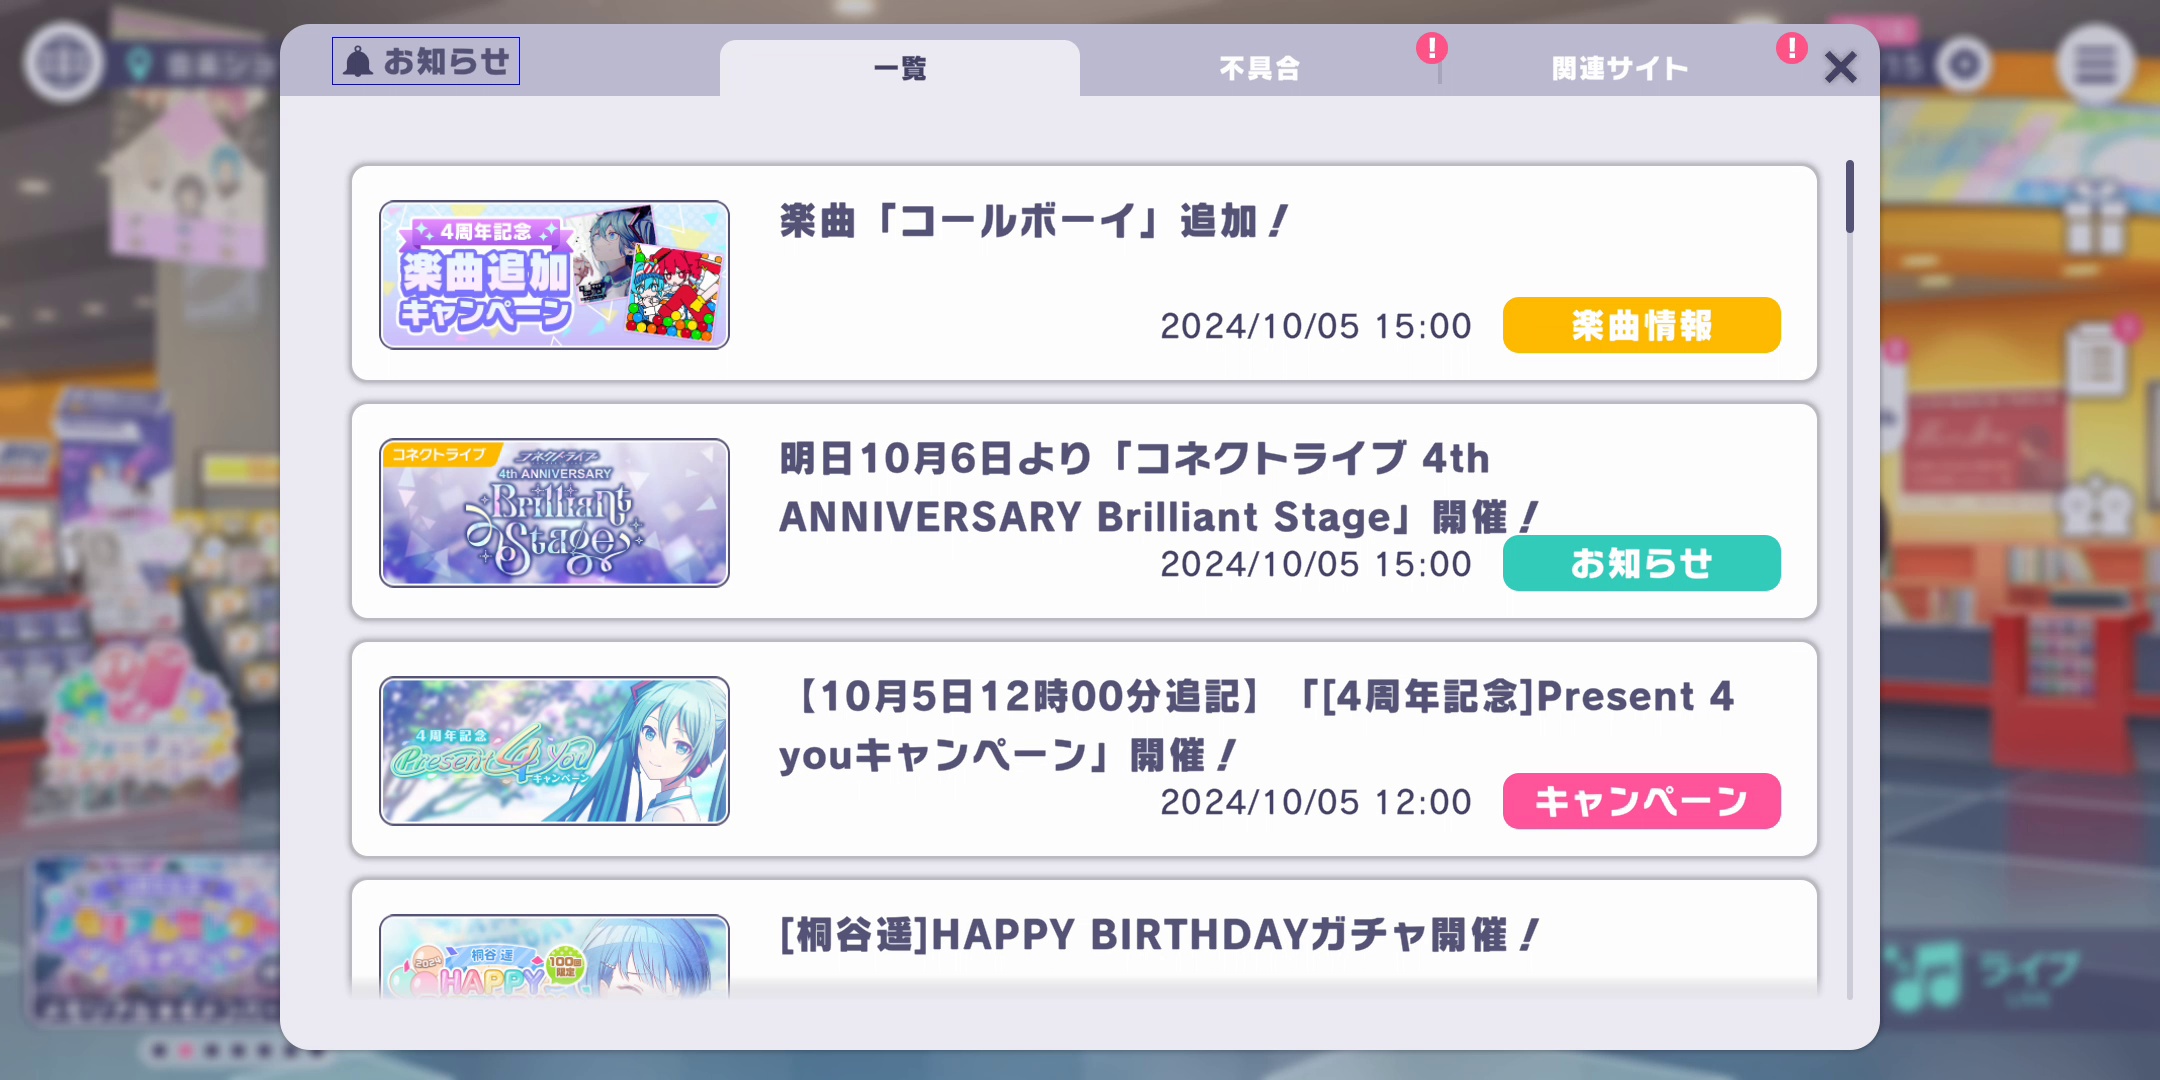 お知らせ
一覧
不具合
!
関連サイト
!
4周年記念
楽曲追加
キャンペーン
楽曲「コールボーイ」追加！
2024/10/05 15:00
楽曲情報
コネクトライブ
コネクトライブ
4th ANNIVERSARY
Brilliant
Stage
明日10月6日より「コネクトライブ 4th
ANNIVERSARY Brilliant Stage」開催！
2024/10/05 15:00
お知らせ
4周年記念
Present 4 you
キャンペーン
【10月5日12時00分追記】「[4周年記念]Present 4
youキャンペーン」開催！
2024/10/05 12:00
キャンペーン
2024
桐谷 遥
HAPPY
100回
限定
[桐谷遥]HAPPY BIRTHDAYガチャ開催！
ライブ
LIVE